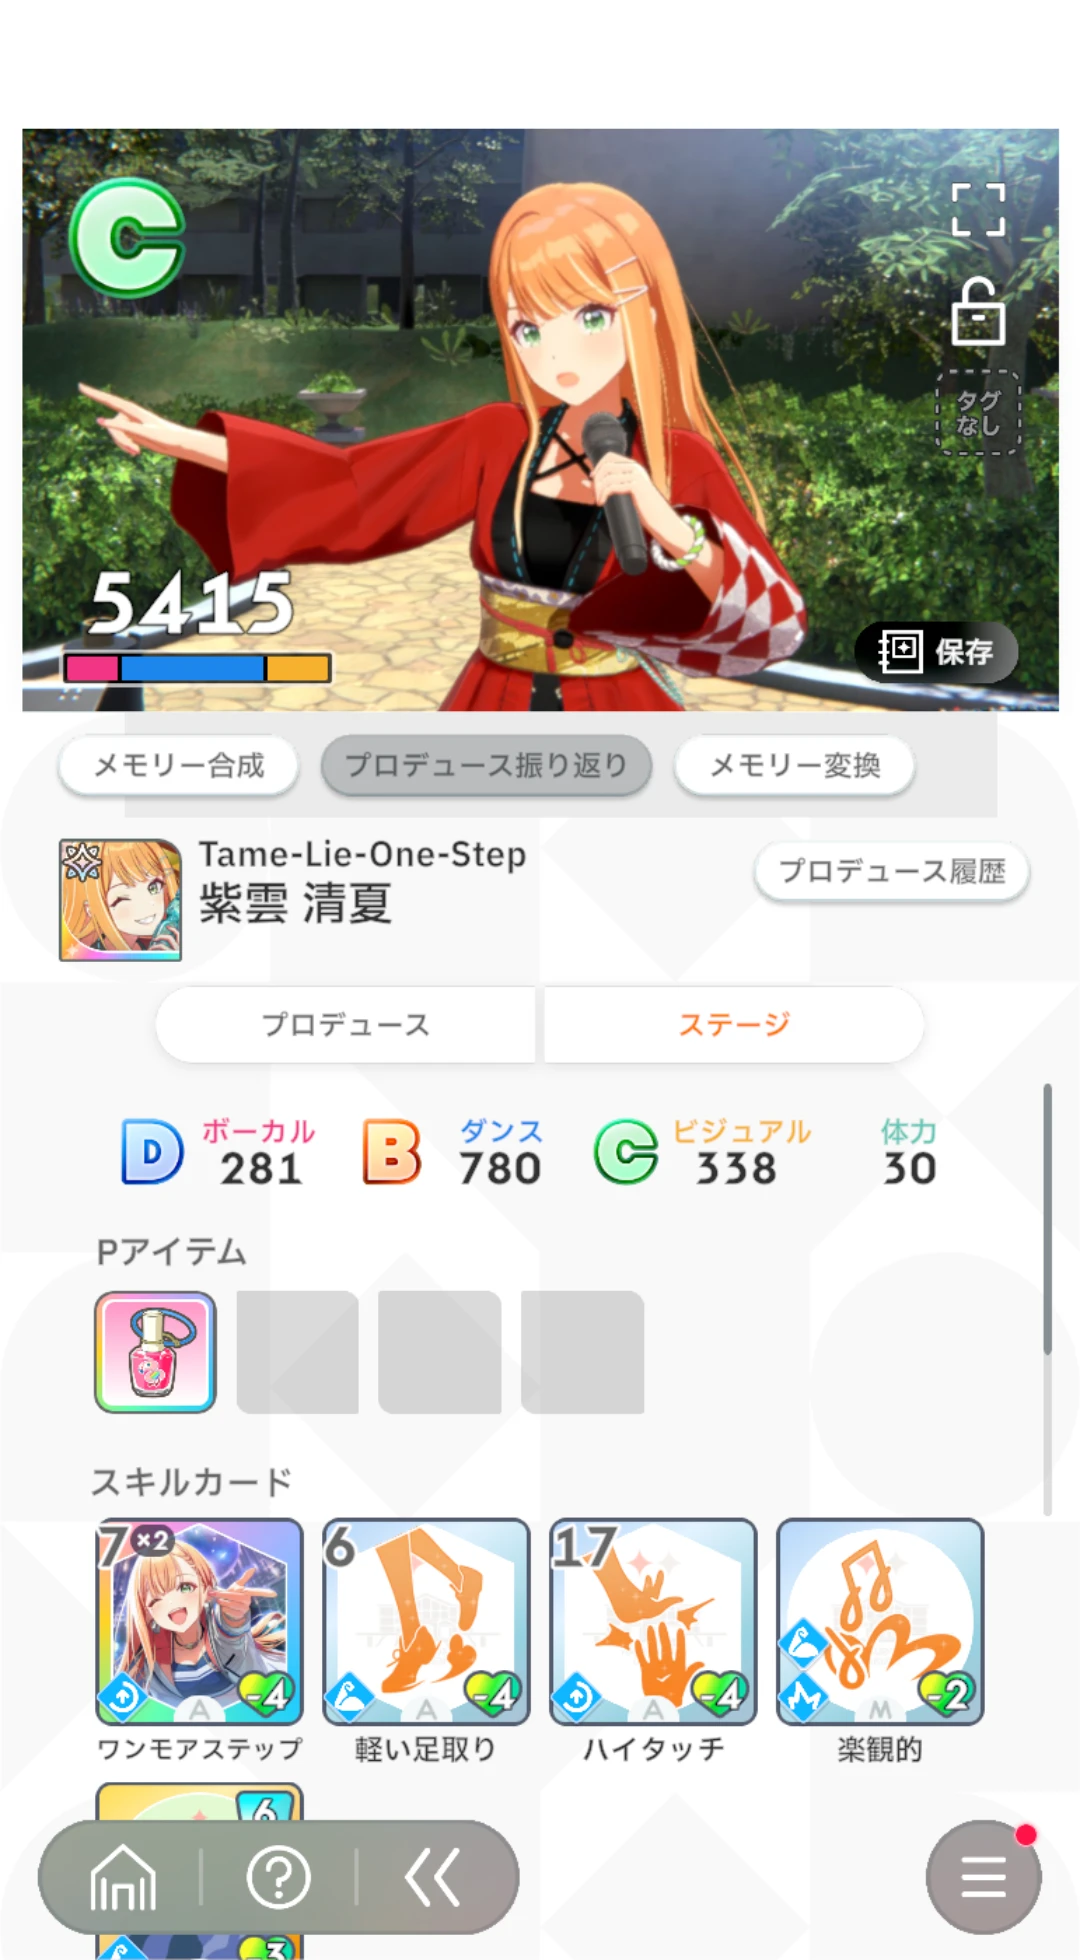 C
タグ
なし
5415
保存
メモリー合成
プロデュース振り返り
メモリー変換
Tame-Lie-One-Step
紫雲 清夏
プロデュース履歴
プロデュース
ステージ
D ボーカル 281
B ダンス 780
C ビジュアル 338
体力 30
Pアイテム
スキルカード
7 ×2
-4
A
ワンモアステップ
6
-4
A
軽い足取り
17
-4
A
ハイタッチ
-2
M
楽観的
6
?
-3